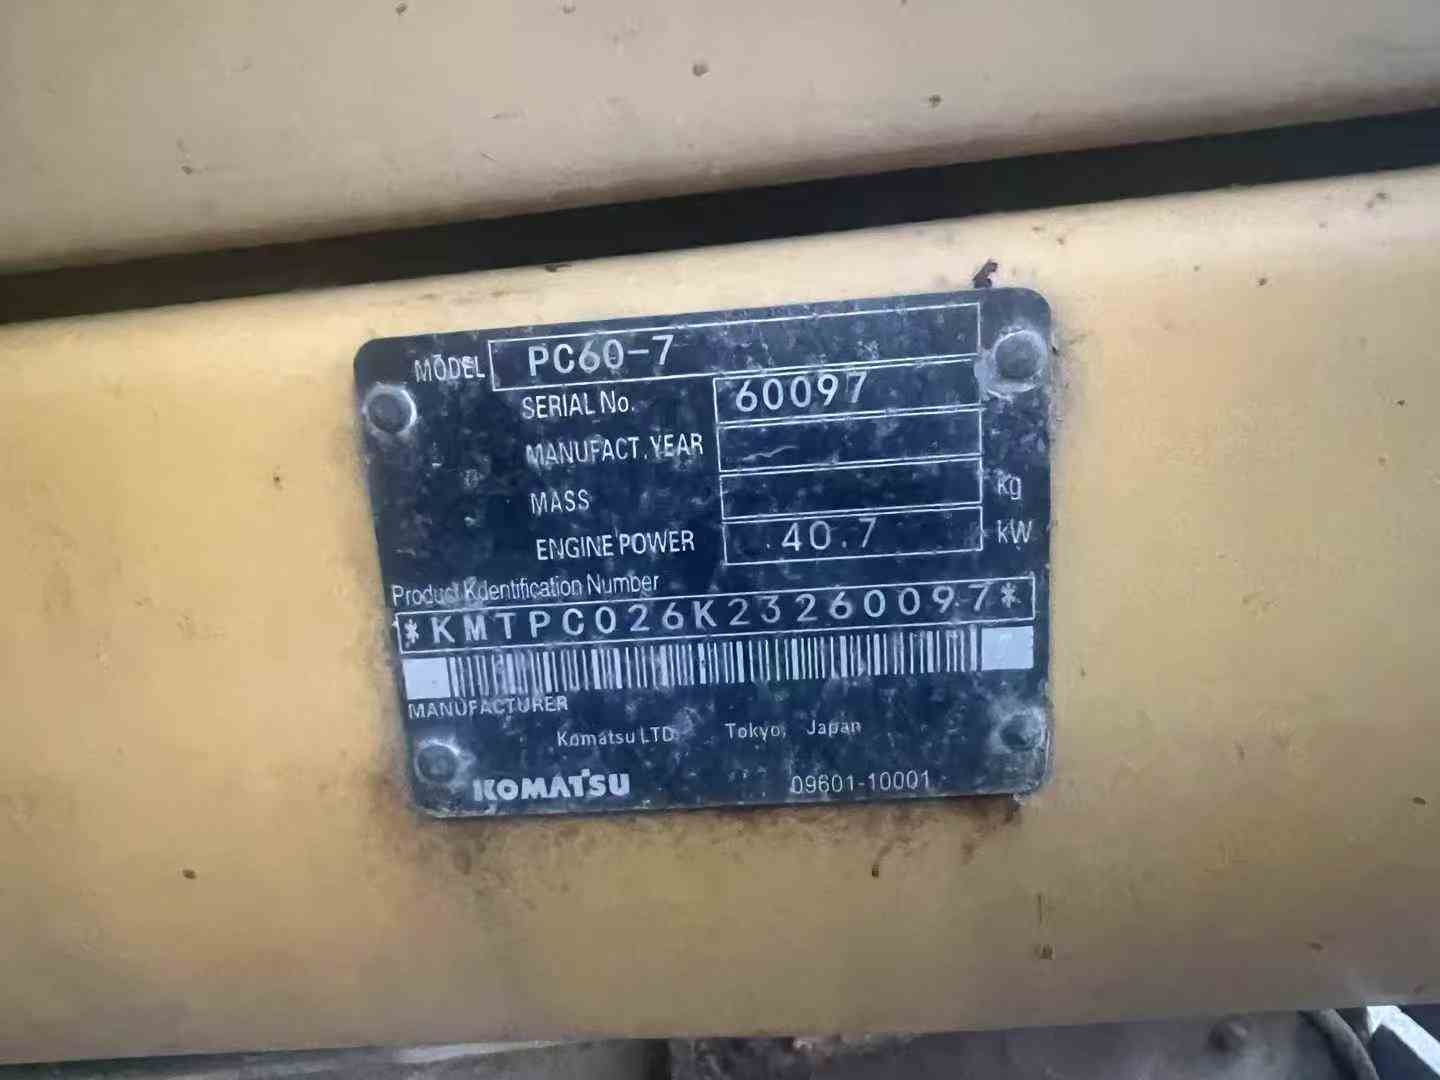 MODEL PC60-7
SERIAL No. 60097
MANUFACT.YEAR
MASS kg
ENGINE POWER 40.7 kW
Product Kdentification Number
*KMTPC026K23260097*
MANUFACTURER
Komatsu LTD. Tokyo, Japan
KOMATSU 09601-10001